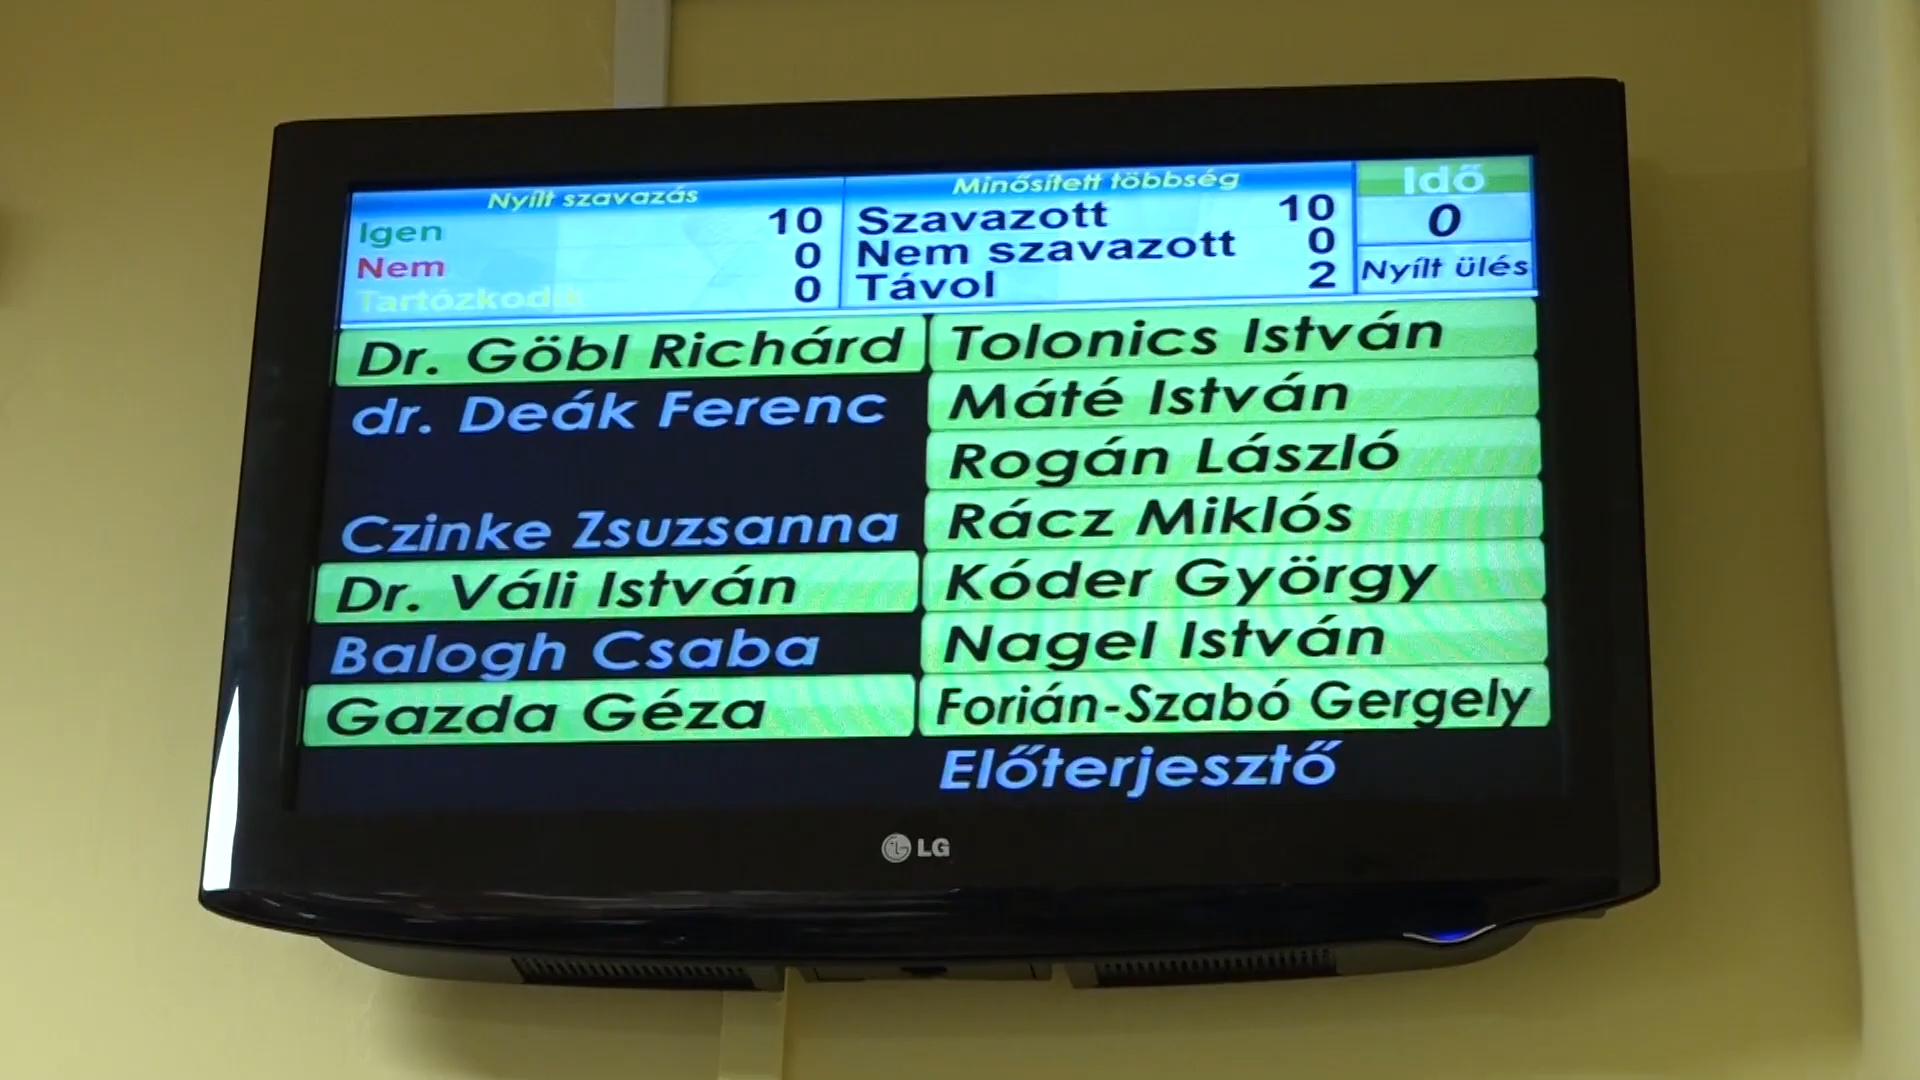 Nyílt szavazás
Igen 10
Nem 0
Tartózkodik 0
Minősített többség
Szavazott 10
Nem szavazott 0
Távol 2
Idő
0
Nyílt ülés
Dr. Göbl Richárd
dr. Deák Ferenc
Czinke Zsuzsanna
Dr. Váli István
Balogh Csaba
Gazda Géza
Tolonics István
Máté István
Rogán László
Rácz Miklós
Kóder György
Nagel István
Forián-Szabó Gergely
Előterjesztő
LG